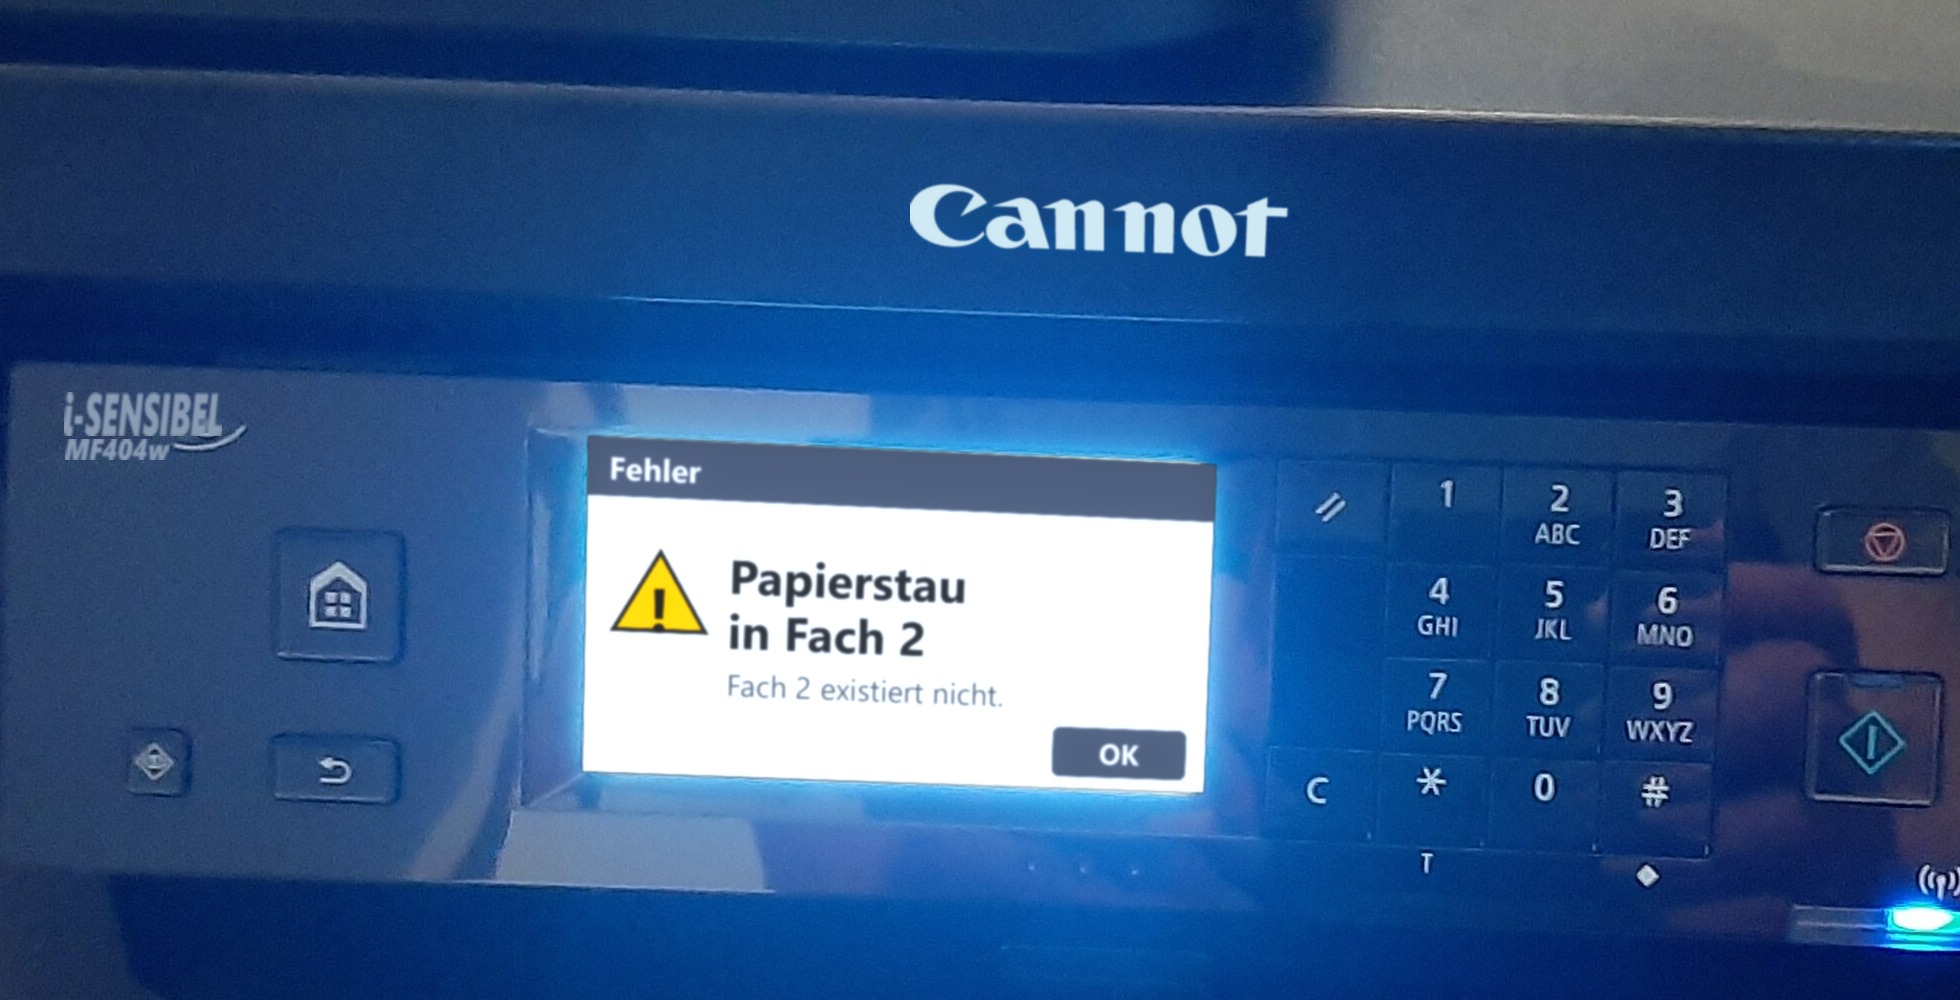 Cannot
i-SENSIBEL
MF404w
Fehler
Papierstau
in Fach 2
Fach 2 existiert nicht.
OK
1
2
ABC
3
DEF
4
GHI
5
JKL
6
MNO
7
PQRS
8
TUV
9
WXYZ
C
*
0
#
T